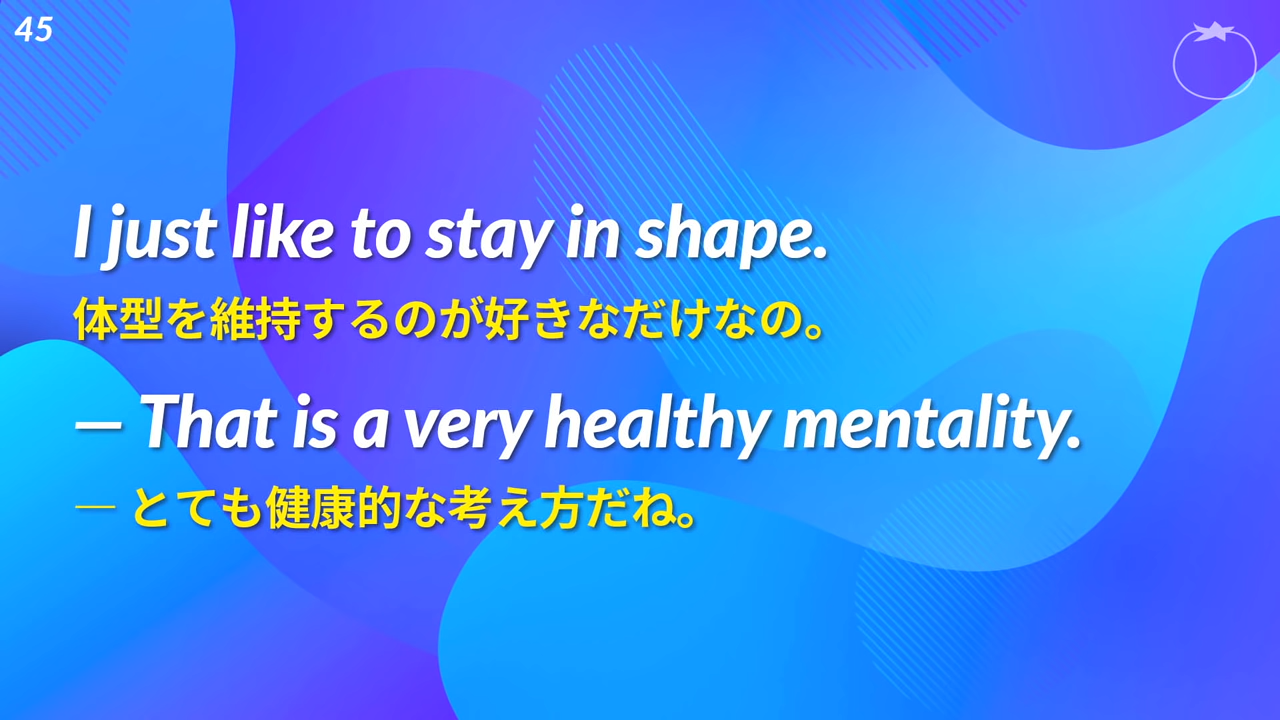 45
I just like to stay in shape.
体型を維持するのが好きなだけなの。
— That is a very healthy mentality.
― とても健康的な考え方だね。